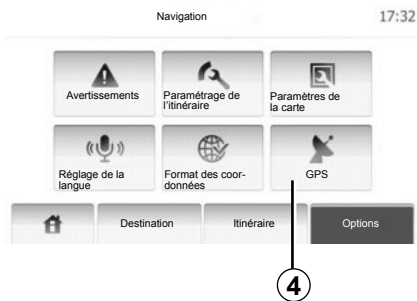 Navigation
17:32
Avertissements
Paramétrage de
l'itinéraire
Paramètres de
la carte
Réglage de la
langue
Format des coor-
données
GPS
Destination
Itinéraire
Options
4